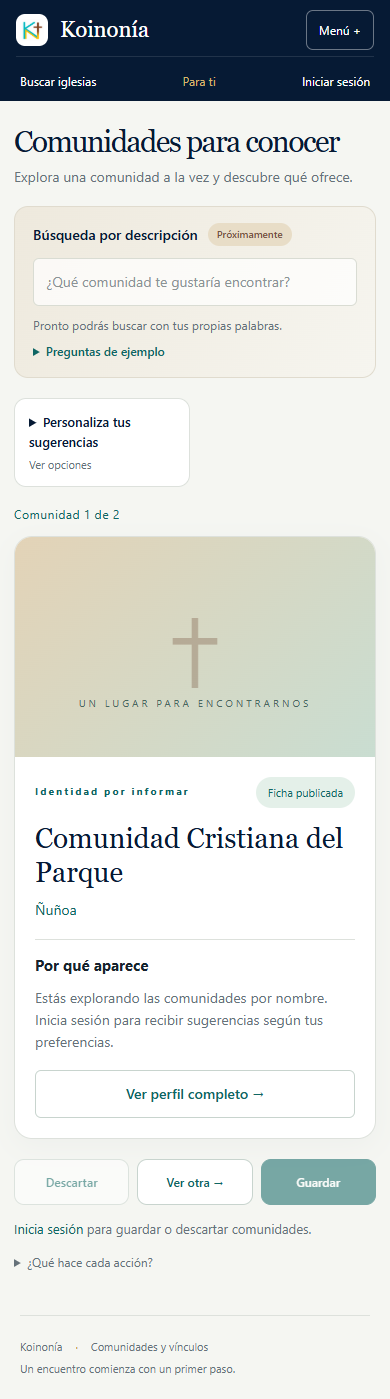 Koinonía
Menú +
Buscar iglesias
Para ti
Iniciar sesión
Comunidades para conocer
Explora una comunidad a la vez y descubre qué ofrece.
Búsqueda por descripción
Próximamente
¿Qué comunidad te gustaría encontrar?
Pronto podrás buscar con tus propias palabras.
▶ Preguntas de ejemplo
▶ Personaliza tus
sugerencias
Ver opciones
Comunidad 1 de 2
UN LUGAR PARA ENCONTRARNOS
Identidad por informar
Ficha publicada
Comunidad Cristiana del
Parque
Ñuñoa
Por qué aparece
Estás explorando las comunidades por nombre.
Inicia sesión para recibir sugerencias según tus
preferencias.
Ver perfil completo →
Descartar
Ver otra →
Guardar
Inicia sesión para guardar o descartar comunidades.
▶ ¿Qué hace cada acción?
Koinonía · Comunidades y vínculos
Un encuentro comienza con un primer paso.